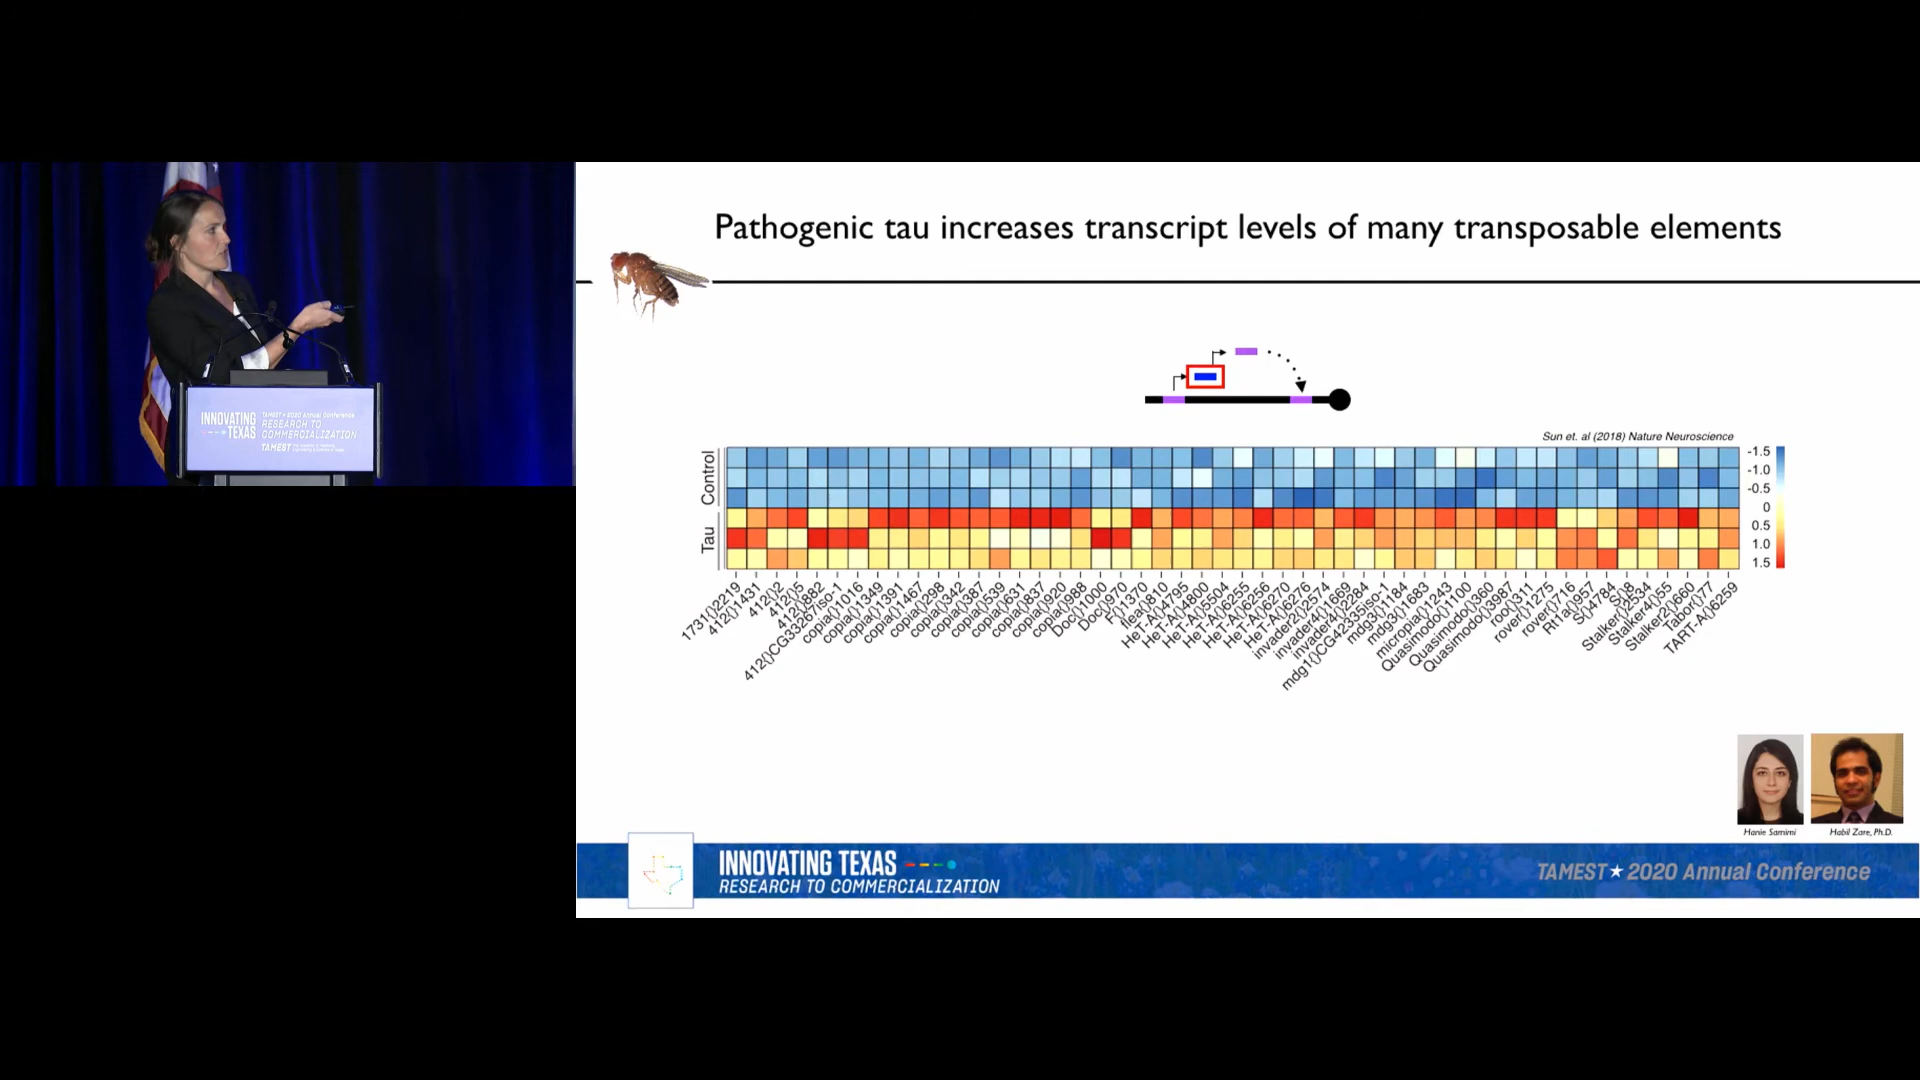 Pathogenic tau increases transcript levels of many transposable elements
Sun et. al (2018) Nature Neuroscience
Control
Tau
-1.5
-1.0
-0.5
0
0.5
1.0
1.5
1731{}2219
412{}1431
412{}2
412{}5
412{}882
412{}CG3326/iso-1
copia{}1016
copia{}1349
copia{}1391
copia{}1467
copia{}298
copia{}342
copia{}387
copia{}539
copia{}631
copia{}837
copia{}920
copia{}988
Doc{}1000
Doc{}970
F{}1370
flea{}810
HeT-A{}4795
HeT-A{}4800
HeT-A{}5504
HeT-A{}6255
HeT-A{}6256
HeT-A{}6270
HeT-A{}6276
invader2{}2574
invader4{}1669
invader4{}2284
mdg1{}CG42335iso-1
mdg3{}1184
mdg3{}1683
micropia{}1243
Quasimodo{}1100
Quasimodo{}360
Quasimodo{}3987
roo{}311
rover{}1275
rover{}716
Rt1a{}957
S{}4784
S{}8
Stalker{}2534
Stalker4{}55
Stalker2{}660
Tabor{}77
TART-A{}6259
Hanie Samimi
Habil Zare, Ph.D.
INNOVATING TEXAS
RESEARCH TO COMMERCIALIZATION
TAMEST★2020 Annual Conference
INNOVATING
TEXAS
TAMEST★2020 Annual Conference
RESEARCH TO
COMMERCIALIZATION
TAMEST